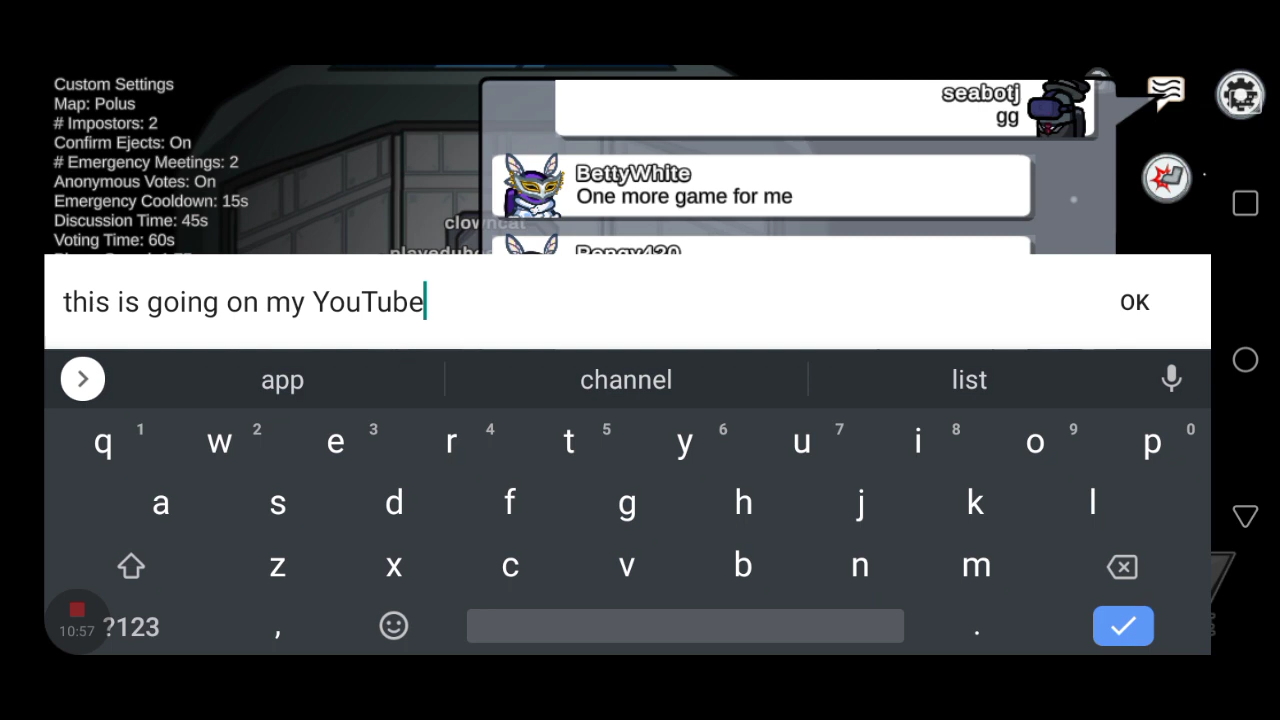 Custom Settings
Map: Polus
# Impostors: 2
Confirm Ejects: On
# Emergency Meetings: 2
Anonymous Votes: On
Emergency Cooldown: 15s
Discussion Time: 45s
Voting Time: 60s
seabotj
gg
BettyWhite
One more game for me
clowncat
this is going on my YouTube
OK
app
channel
list
q 1 w 2 e 3 r 4 t 5 y 6 u 7 i 8 o 9 p 0
a s d f g h j k l
z x c v b n m
10:57
?123 , .